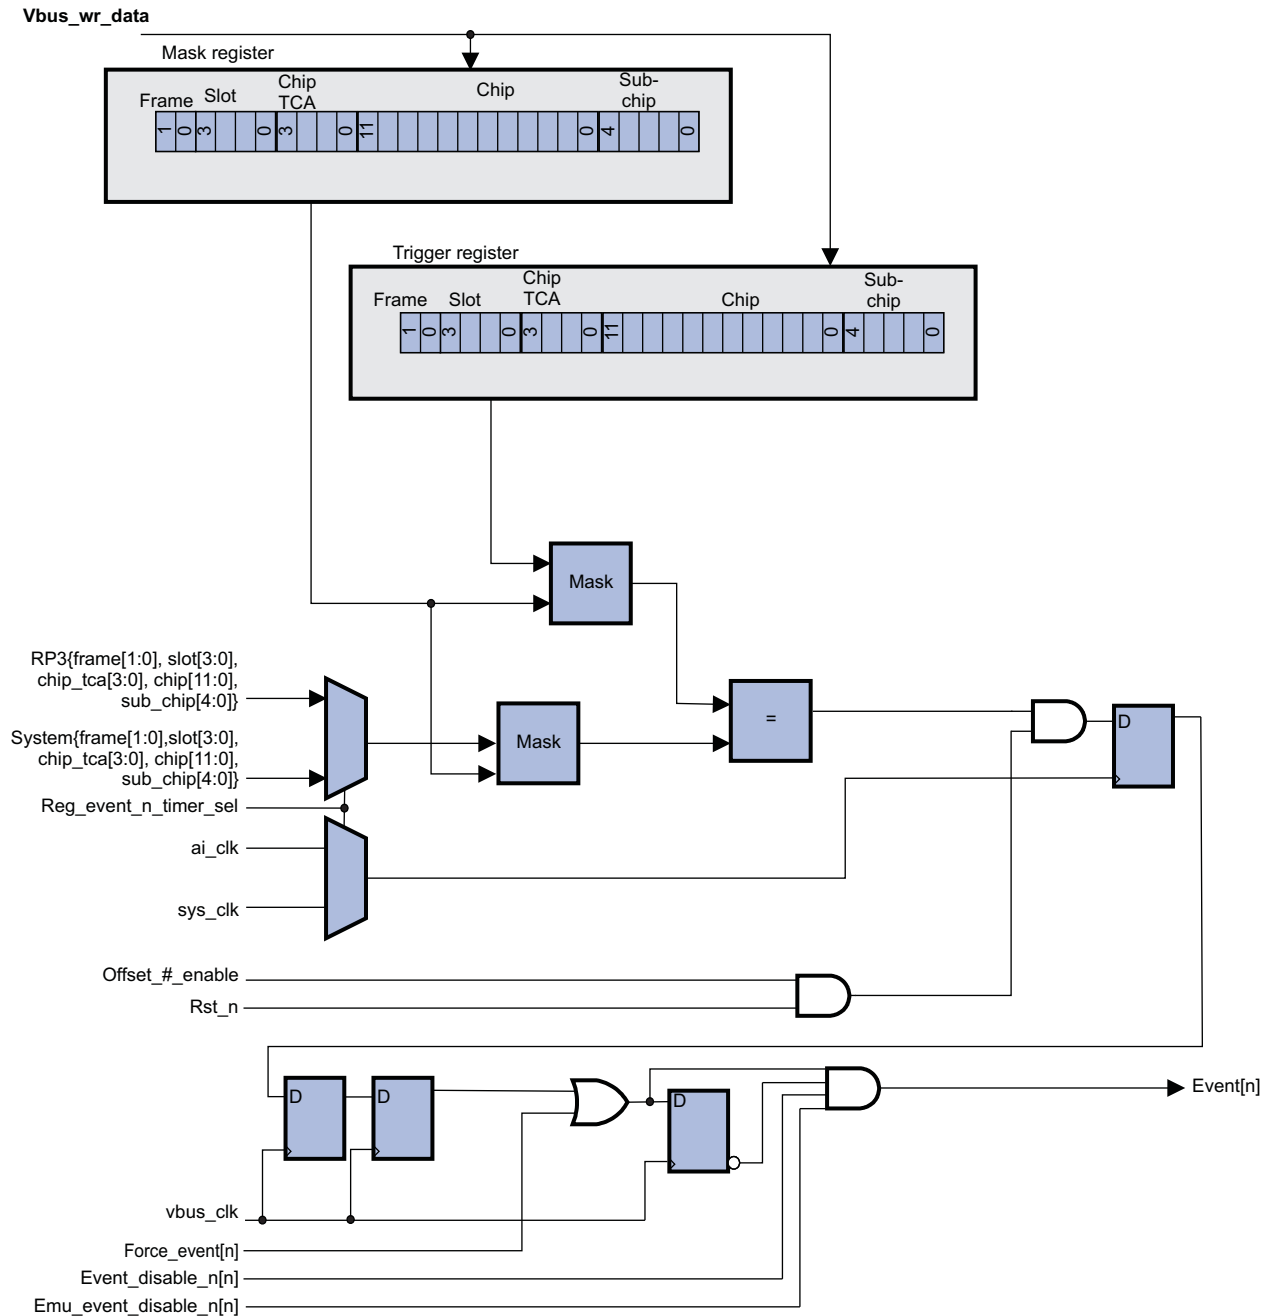 Vbus_wr_data
Mask register
Frame Slot Chip TCA Chip Sub-chip
1 0 3 0 3 0 11 0 4 0
Trigger register
Frame Slot Chip TCA Chip Sub-chip
1 0 3 0 3 0 11 0 4 0
Mask
RP3{frame[1:0], slot[3:0],
chip_tca[3:0], chip[11:0],
sub_chip[4:0]}
Mask
=
D
System{frame[1:0],slot[3:0],
chip_tca[3:0], chip[11:0],
sub_chip[4:0]}
Reg_event_n_timer_sel
ai_clk
sys_clk
Offset_#_enable
Rst_n
D D D Event[n]
vbus_clk
Force_event[n]
Event_disable_n[n]
Emu_event_disable_n[n]